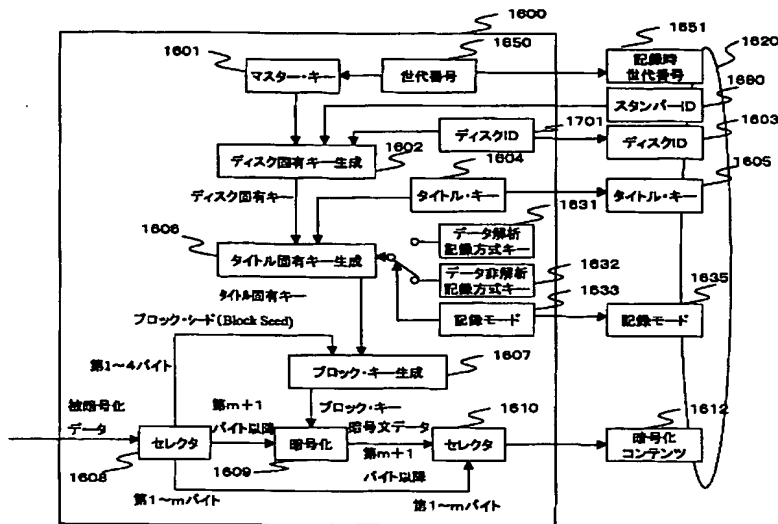 1600
1601
1650
1651
1620
マスター・キー
世代番号
記録時
世代番号
1680
スタンパーID
1701
1603
ディスクID
ディスクID
1602
ディスク固有キー生成
1604
1605
ディスク固有キー
タイトル・キー
タイトル・キー
1631
1606
データ解析
記録方式キー
タイトル固有キー生成
データ非解析
記録方式キー
1632
1633
1635
タイトル固有キー
記録モード
記録モード
ブロック・シード(Block Seed)
1607
第1~4バイト
ブロック・キー生成
被暗号化
データ
第m+1
バイト以降
ブロック・キー
暗号文データ
1610
1612
セレクタ
暗号化
セレクタ
暗号化
コンテンツ
1608
1609
第m+1
バイト以降
第1~mバイト
第1~mバイト